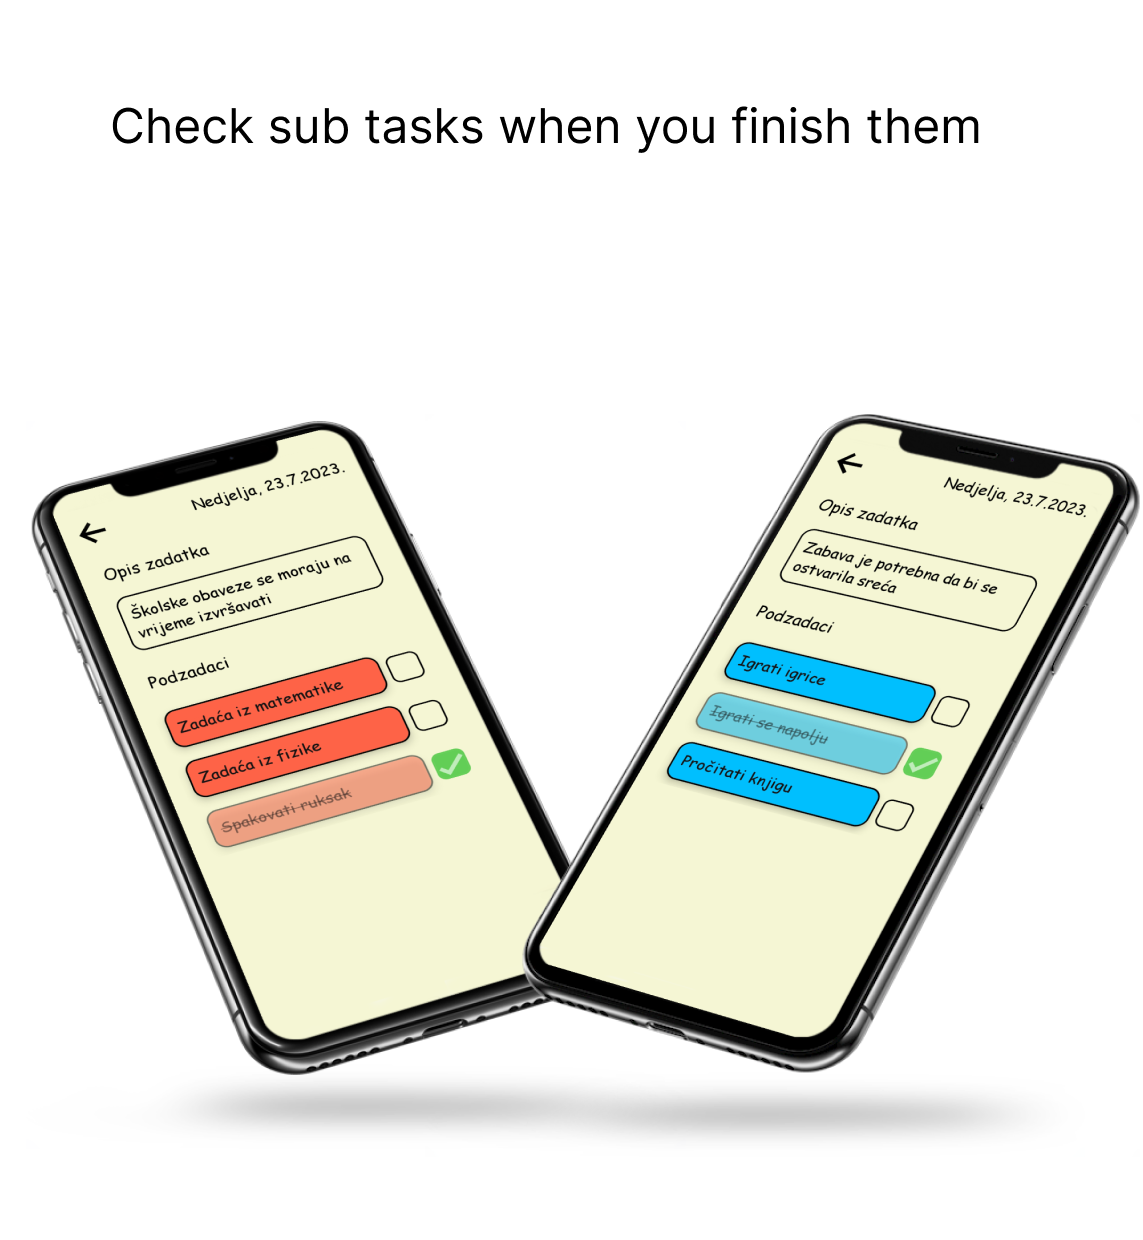 Check sub tasks when you finish them
Nedjelja, 23.7.2023.
Opis zadatka
Školske obaveze se moraju na
vrijeme izvršavati
Podzadaci
Zadaća iz matematike
Zadaća iz fizike
Spakovati ruksak
Nedjelja, 23.7.2023.
Opis zadatka
Zabava je potrebna da bi se
ostvarila sreća
Podzadaci
Igrati igrice
Igrati se napolju
Pročitati knjigu